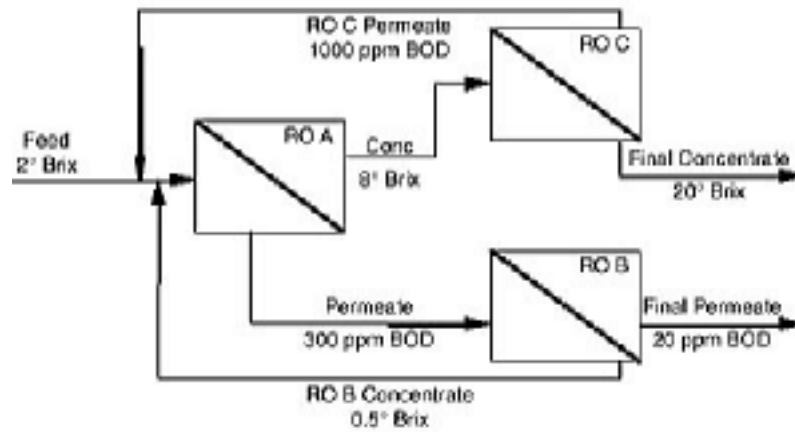 RO C Permeate
1000 ppm BOD
RO C
Feed
2° Brix
RO A
Conc
8° Brix
Final Concentrate
20° Brix
RO B
Permeate
300 ppm BOD
Final Permeate
20 ppm BOD
RO B Concentrate
0.5° Brix